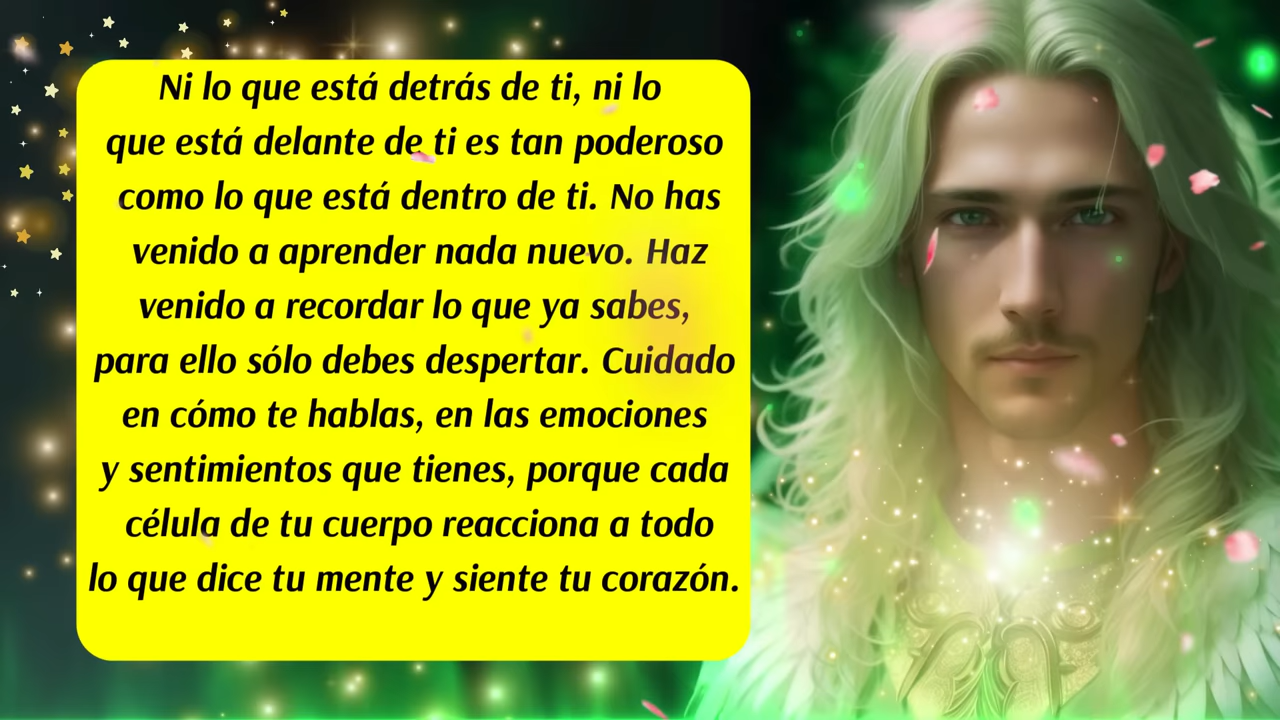 Ni lo que está detrás de ti, ni lo
que está delante de ti es tan poderoso
como lo que está dentro de ti. No has
venido a aprender nada nuevo. Haz
venido a recordar lo que ya sabes,
para ello sólo debes despertar. Cuidado
en cómo te hablas, en las emociones
y sentimientos que tienes, porque cada
célula de tu cuerpo reacciona a todo
lo que dice tu mente y siente tu corazón.